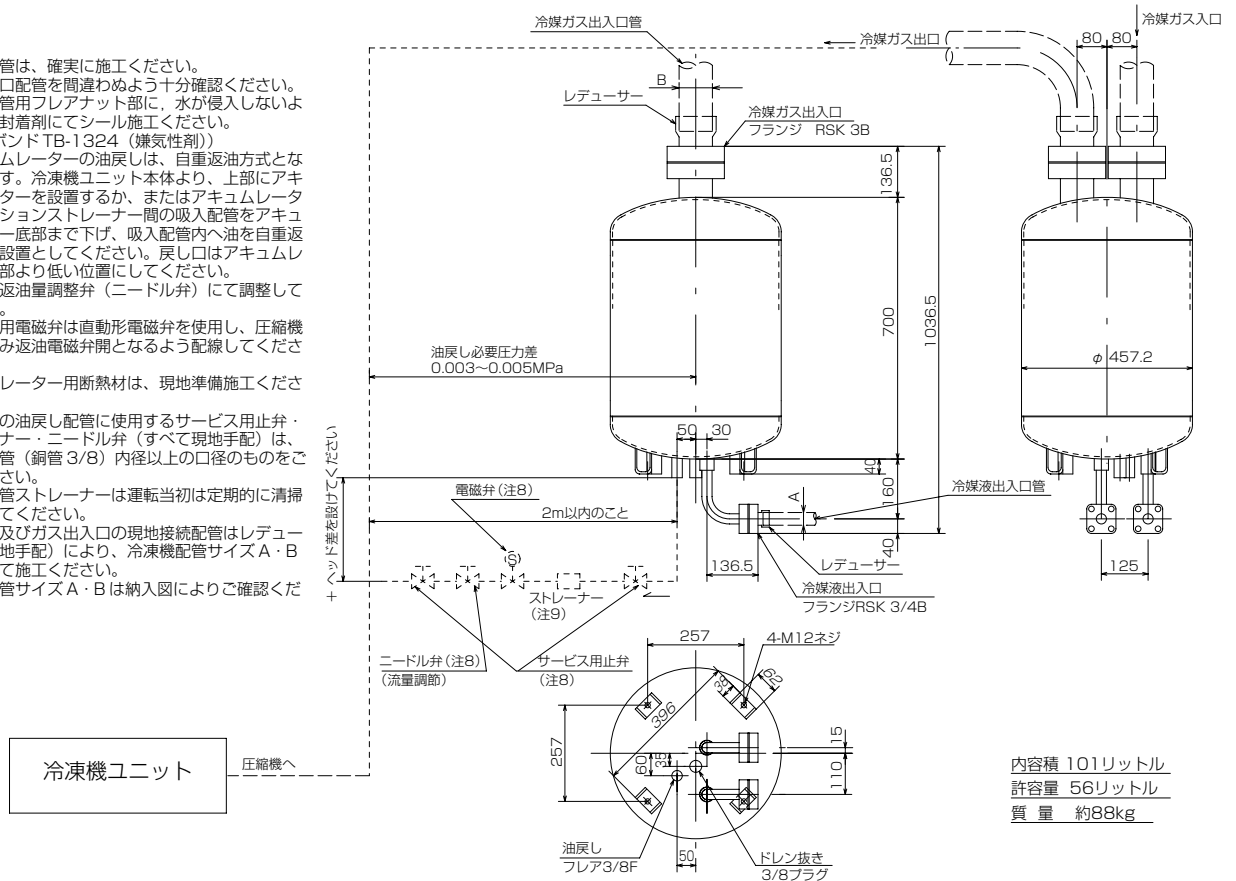 管は、確実に施工ください。
口配管を間違わぬよう十分確認ください。
管用フレアナット部に，水が侵入しないよ
封着剤にてシール施工ください。
ボンド TB-1324（嫌気性剤））
ムレーターの油戻しは、自重返油方式とな
す。冷凍機ユニット本体より、上部にアキ
ターを設置するか、またはアキュムレータ
ションストレーナー間の吸入配管をアキュ
ー底部まで下げ、吸入配管内へ油を自重返
設置としてください。戻し口はアキュムレ
部より低い位置にしてください。
返油量調整弁（ニードル弁）にて調整して
。
用電磁弁は直動形電磁弁を使用し、圧縮機
み返油電磁弁開となるよう配線してくださ
レーター用断熱材は、現地準備施工くださ
の油戻し配管に使用するサービス用止弁・
ナー・ニードル弁（すべて現地手配）は、
管（銅管 3/8）内径以上の口径のものをご
さい。
管ストレーナーは運転当初は定期的に清掃
てください。
及びガス出入口の現地接続配管はレデュー
地手配）により、冷凍機配管サイズ A・B
て施工ください。
管サイズ A・B は納入図によりご確認くだ
冷媒ガス出入口管
冷媒ガス出口
冷媒ガス入口
80
80
B
レデューサー
冷媒ガス出入口
フランジ RSK 3B
136.5
700
1036.5
φ 457.2
油戻し必要圧力差
0.003～0.005MPa
50
30
40
160
40
A
冷媒液出入口管
＋ヘッド差を設けてください
電磁弁（注8）
2m以内のこと
S
ストレーナー
（注9）
136.5
レデューサー
冷媒液出入口
フランジRSK 3/4B
125
ニードル弁（注8）
（流量調節）
サービス用止弁
（注8）
257
4-M12ネジ
38
62
396
257
60
35
15
110
50
油戻し
フレア3/8F
ドレン抜き
3/8プラグ
冷凍機ユニット
圧縮機へ
内容積 101リットル
許容量 56リットル
質 量 約88kg